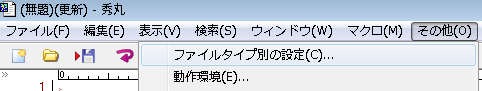 (無題)(更新) - 秀丸
ファイル(F) 編集(E) 表示(V) 検索(S) ウィンドウ(W) マクロ(M) その他(O)
ファイルタイプ別の設定(C)...
動作環境(E)...
0
1